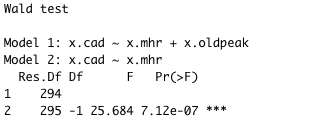 Wald test
Model 1: x.cad ~ x.mhr + x.oldpeak
Model 2: x.cad ~ x.mhr
Res.Df Df F Pr(>F)
1 294
2 295 -1 25.684 7.12e-07 ***